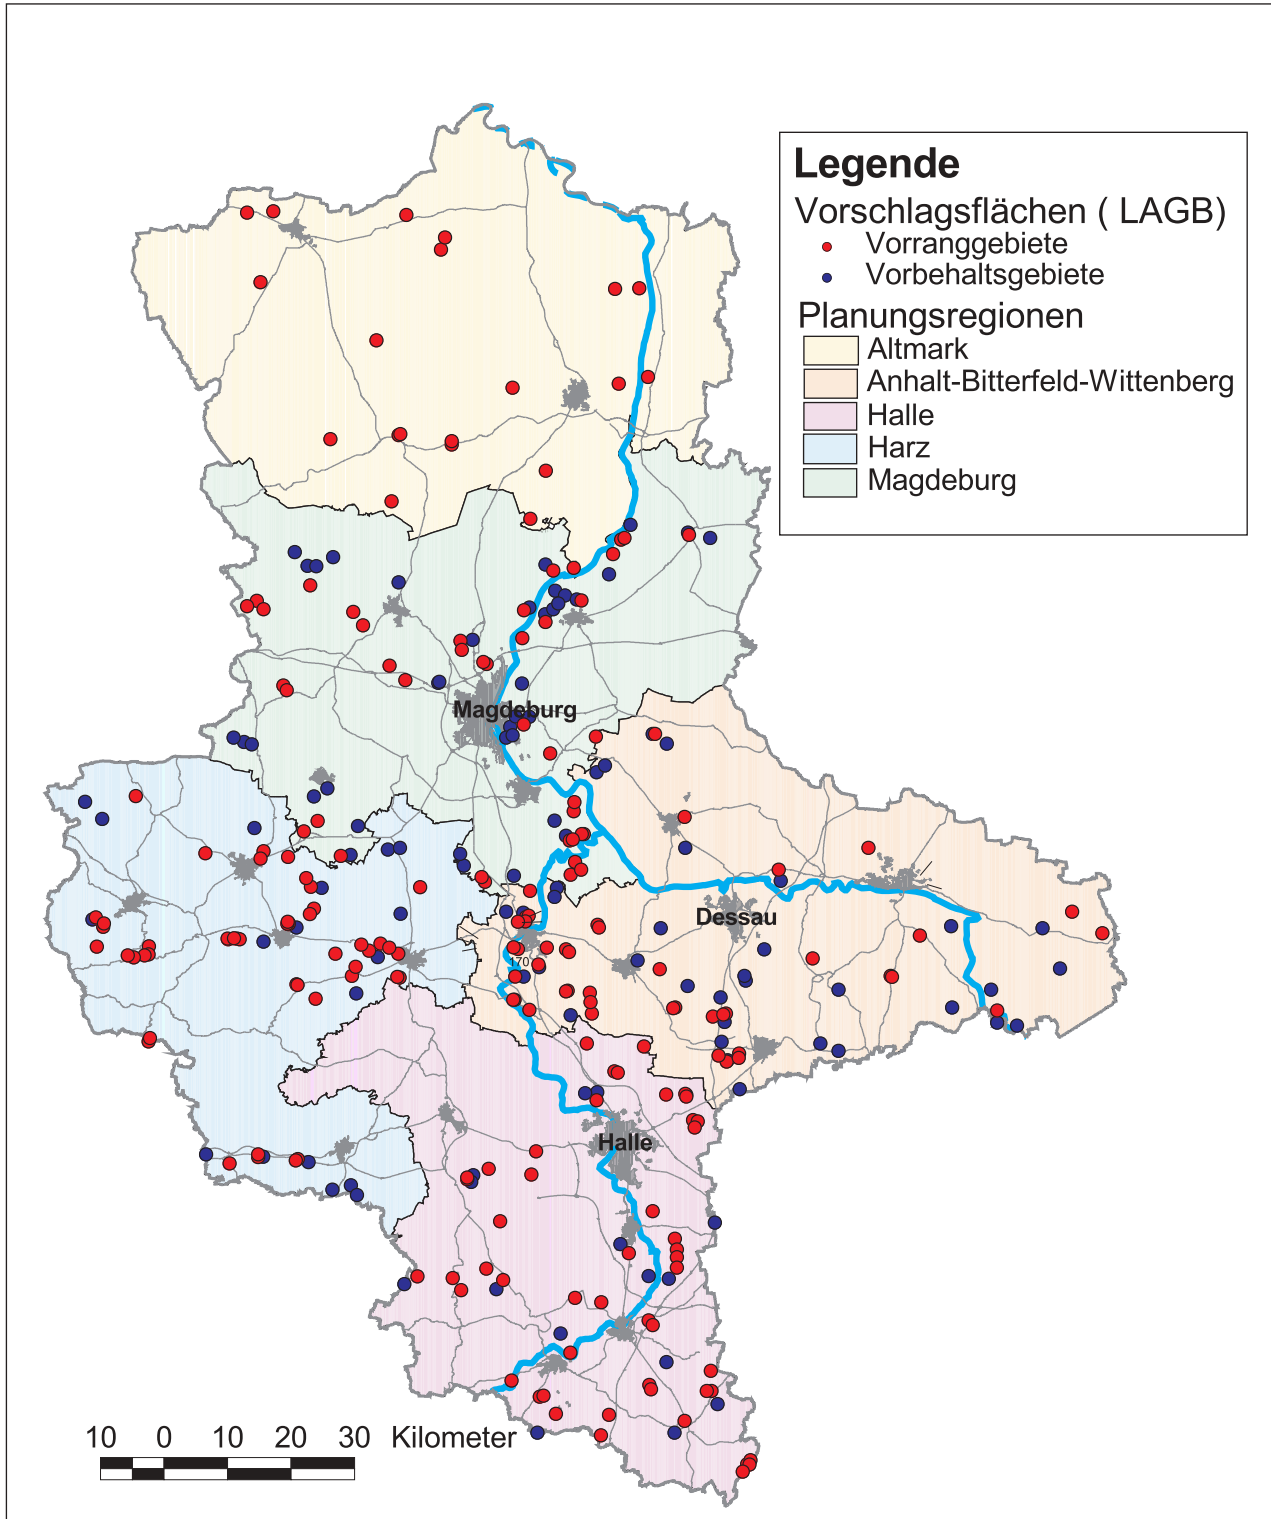 Legende
Vorschlagsflächen ( LAGB)
Vorranggebiete
Vorbehaltsgebiete
Planungsregionen
Altmark
Anhalt-Bitterfeld-Wittenberg
Halle
Harz
Magdeburg
Magdeburg
Dessau
170
Halle
10 0 10 20 30 Kilometer